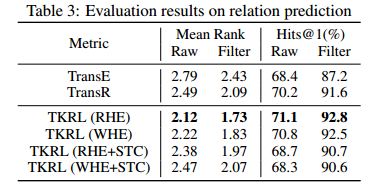 Table 3: Evaluation results on relation prediction
Metric Mean Rank Hits@1(%)
Raw Filter Raw Filter
TransE 2.79 2.43 68.4 87.2
TransR 2.49 2.09 70.2 91.6
TKRL (RHE) 2.12 1.73 71.1 92.8
TKRL (WHE) 2.22 1.83 70.8 92.5
TKRL (RHE+STC) 2.38 1.97 68.7 90.7
TKRL (WHE+STC) 2.47 2.07 68.3 90.6